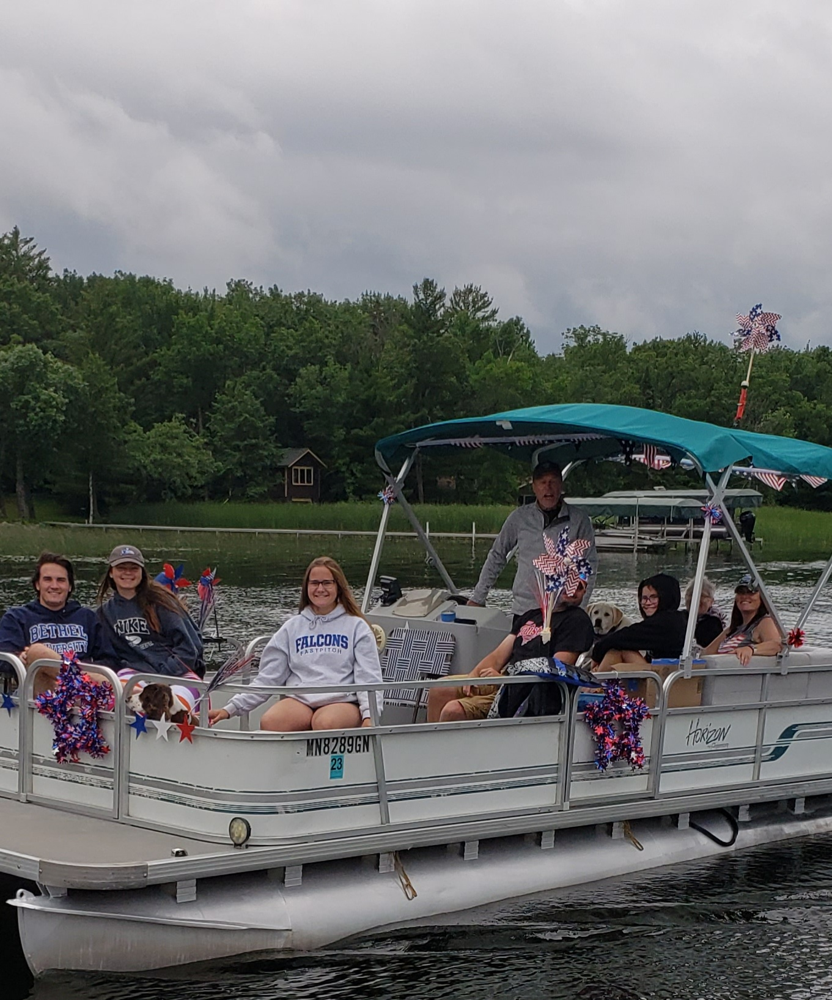 BETHEL
UNIVERSITY
NIKE
FALCONS
FASTPITCH
MN8289GN
23
HORIZON